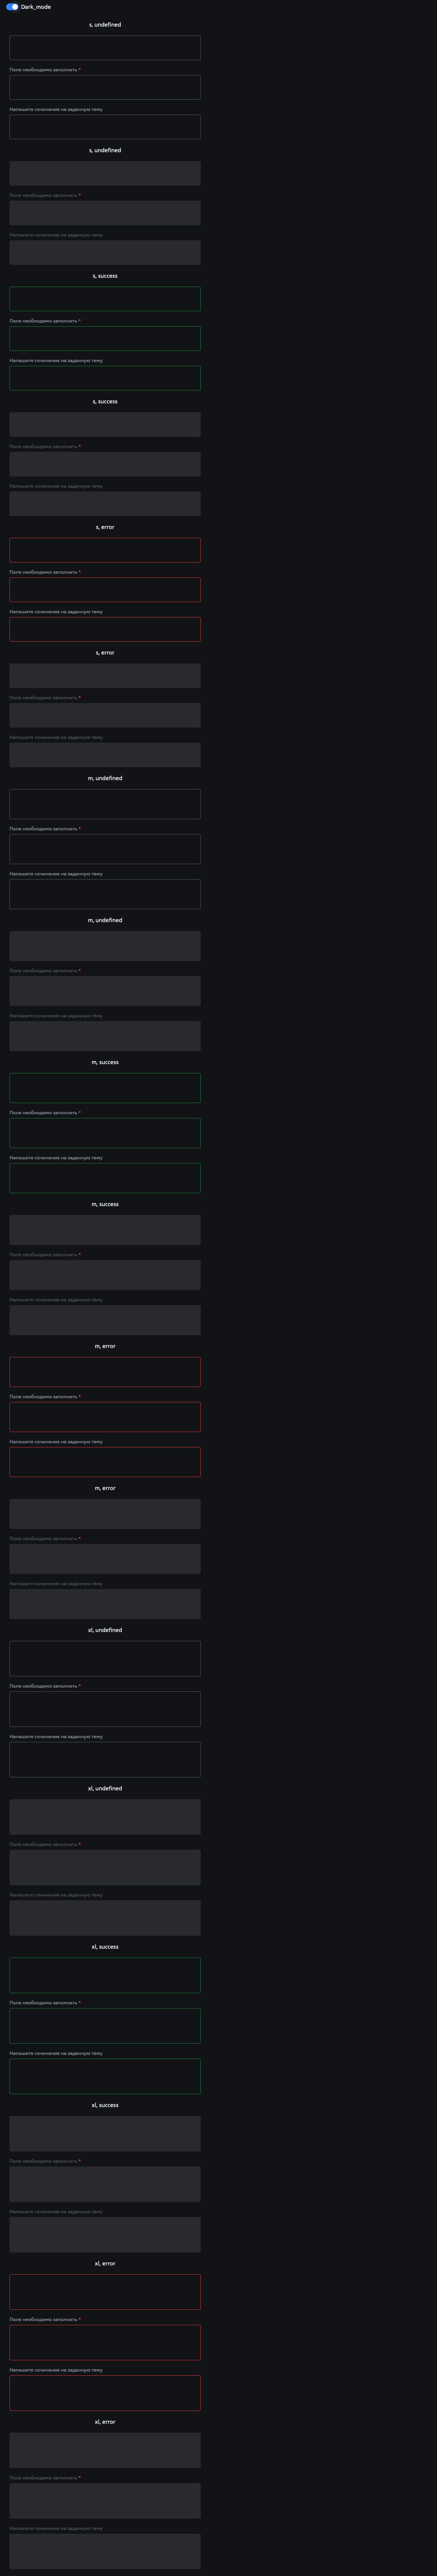 Dark_mode
s, undefined
Поле необходимо заполнить *
Напишите сочинение на заданную тему
s, undefined
Поле необходимо заполнить *
Напишите сочинение на заданную тему
s, success
Поле необходимо заполнить *
Напишите сочинение на заданную тему
s, success
Поле необходимо заполнить *
Напишите сочинение на заданную тему
s, error
Поле необходимо заполнить *
Напишите сочинение на заданную тему
s, error
Поле необходимо заполнить *
Напишите сочинение на заданную тему
m, undefined
Поле необходимо заполнить *
Напишите сочинение на заданную тему
m, undefined
Поле необходимо заполнить *
Напишите сочинение на заданную тему
m, success
Поле необходимо заполнить *
Напишите сочинение на заданную тему
m, success
Поле необходимо заполнить *
Напишите сочинение на заданную тему
m, error
Поле необходимо заполнить *
Напишите сочинение на заданную тему
m, error
Поле необходимо заполнить *
Напишите сочинение на заданную тему
xl, undefined
Поле необходимо заполнить *
Напишите сочинение на заданную тему
xl, undefined
Поле необходимо заполнить *
Напишите сочинение на заданную тему
xl, success
Поле необходимо заполнить *
Напишите сочинение на заданную тему
xl, success
Поле необходимо заполнить *
Напишите сочинение на заданную тему
xl, error
Поле необходимо заполнить *
Напишите сочинение на заданную тему
xl, error
Поле необходимо заполнить *
Напишите сочинение на заданную тему